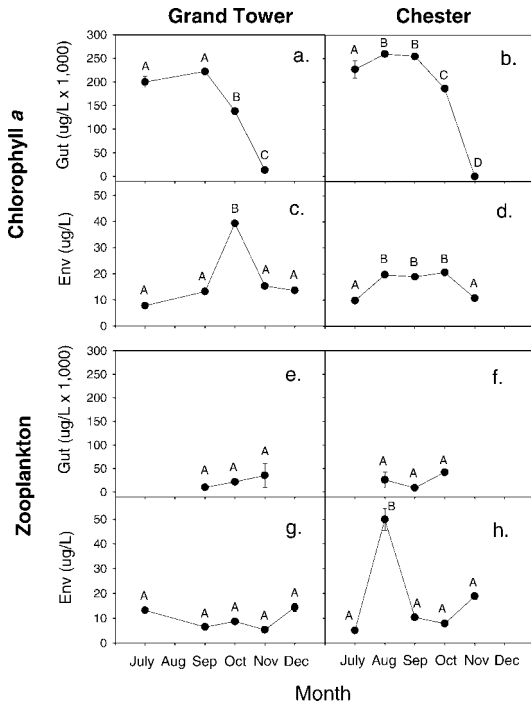 Grand Tower Chester
Chlorophyll a
Gut (ug/L x 1,000)
300
250
200
150
100
50
0
a.
A A B C
b.
A B B C D
Env (ug/L)
50
40
30
20
10
0
c.
A A B A A
d.
A B B B A
Zooplankton
Gut (ug/L x 1,000)
300
250
200
150
100
50
0
e.
A A A
f.
A A A
Env (ug/L)
50
40
30
20
10
0
g.
A A A A A
h.
A B A A A
July Aug Sep Oct Nov Dec July Aug Sep Oct Nov
Month